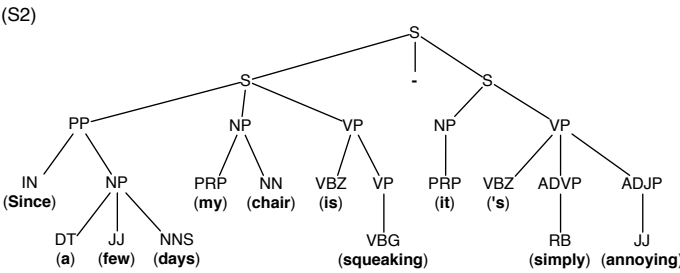 (S2)
S
S - S
PP NP VP NP VP
IN NP PRP NN VBZ VP PRP VBZ ADVP ADJP
(Since) (my) (chair) (is) (it) ('s)
DT JJ NNS VBG RB JJ
(a) (few) (days) (squeaking) (simply) (annoying)